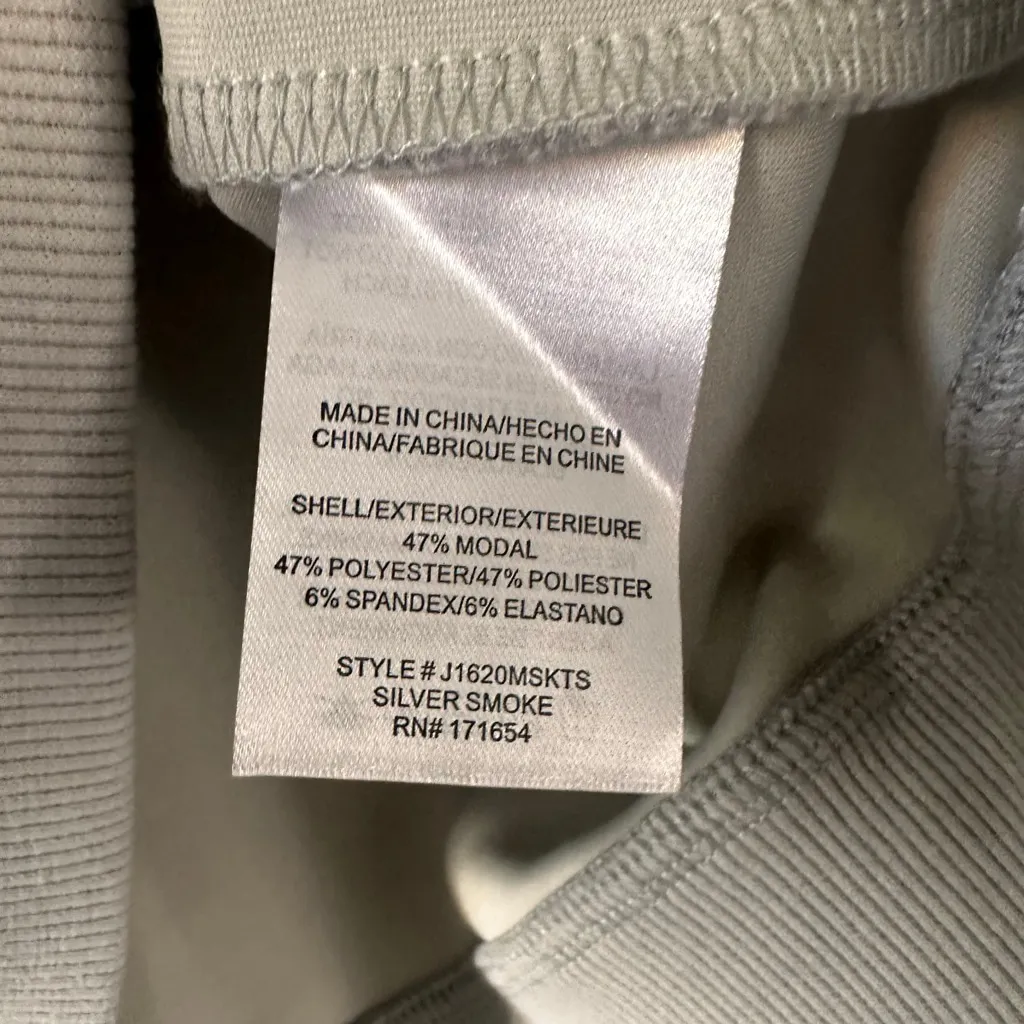 MADE IN CHINA/HECHO EN
CHINA/FABRIQUE EN CHINE
SHELL/EXTERIOR/EXTERIEURE
47% MODAL
47% POLYESTER/47% POLIESTER
6% SPANDEX/6% ELASTANO
STYLE # J1620MSKTS
SILVER SMOKE
RN# 171654